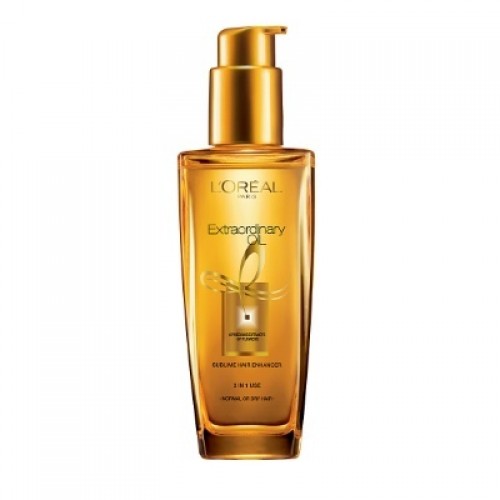 L'ORÉAL
PARIS
Extraordinary
OIL
SUBLIME HAIR ENHANCER
3 IN 1 USE
NORMAL OR DRY HAIR